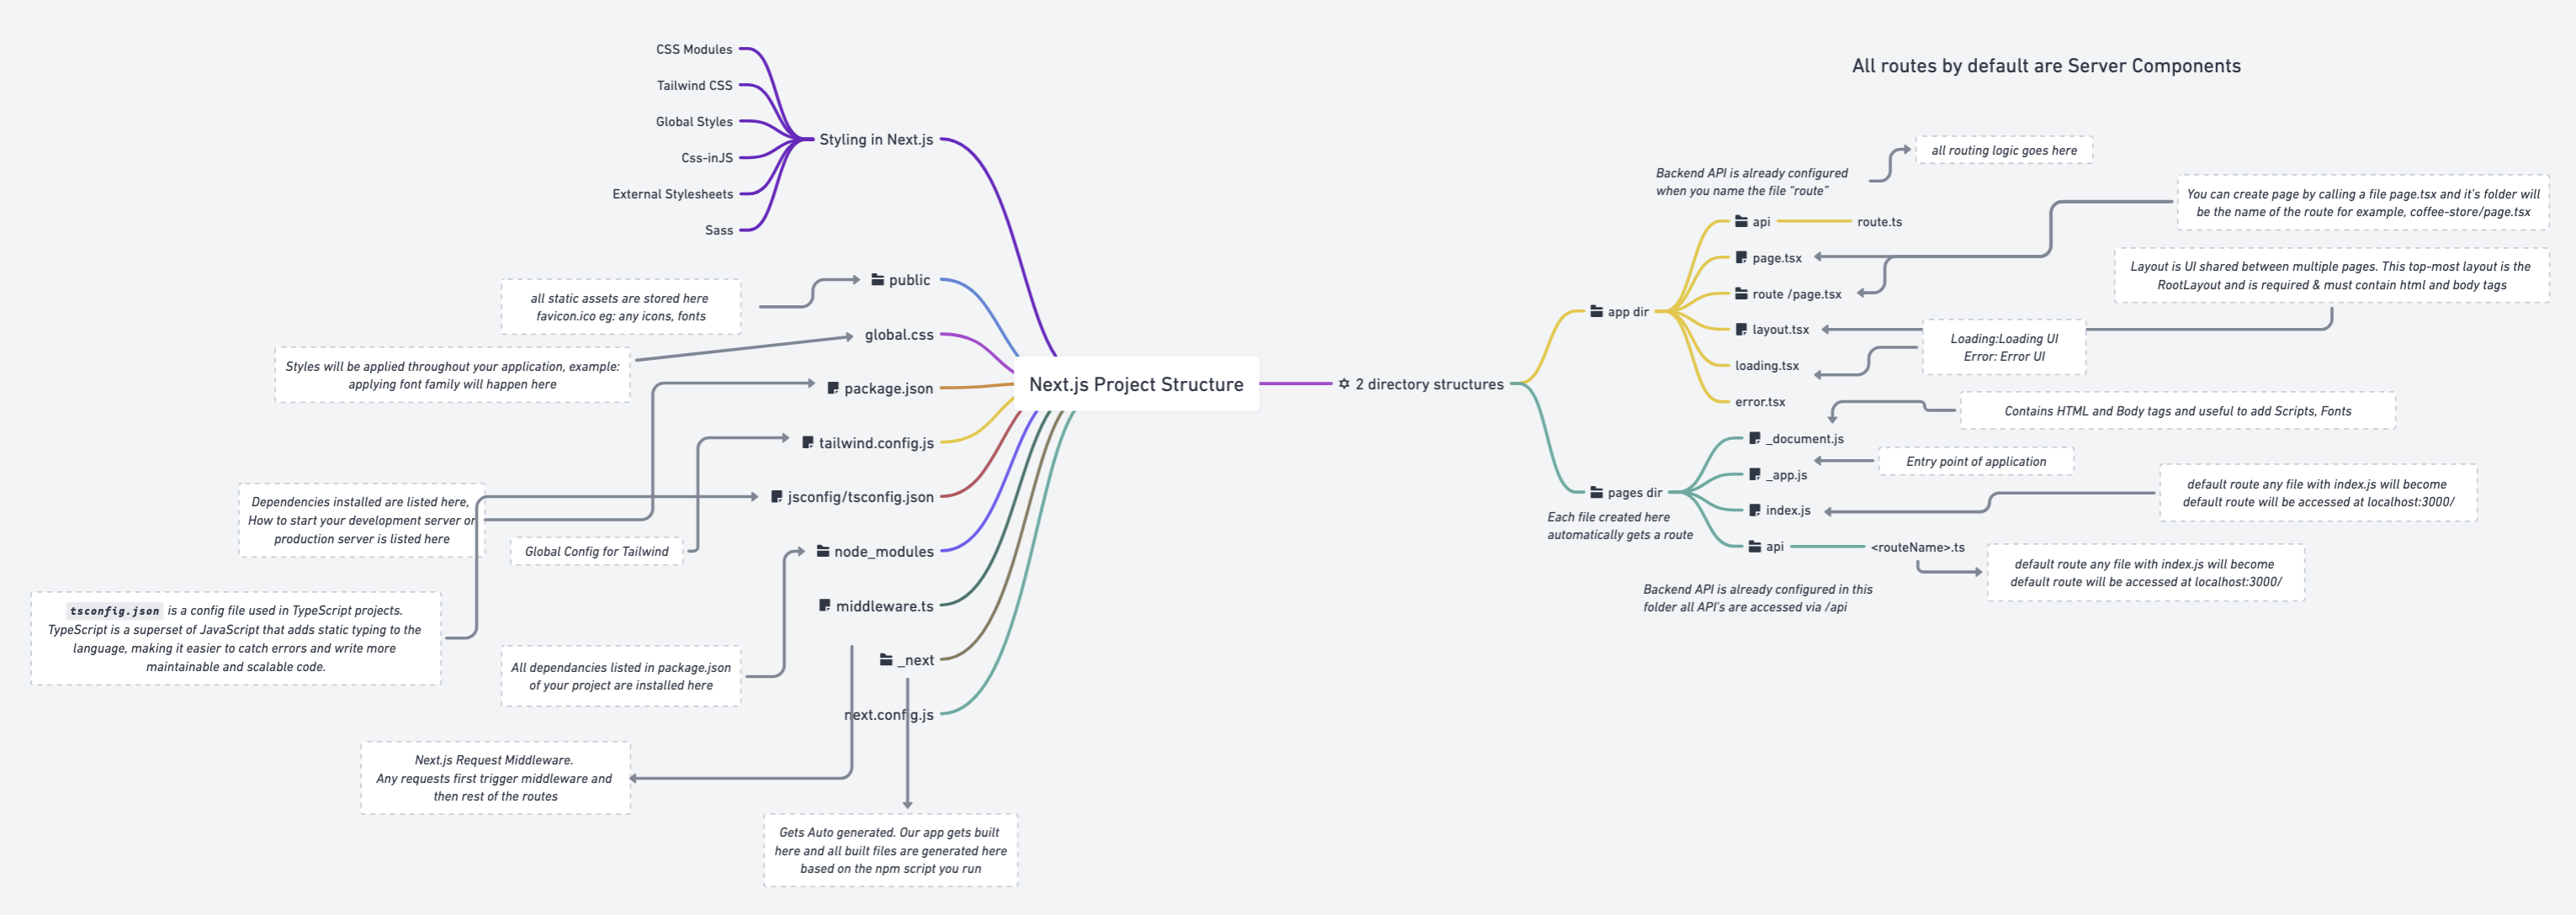 CSS Modules
Tailwind CSS
Global Styles
Css-inJS
External Stylesheets
Sass
Styling in Next.js
all static assets are stored here
favicon.ico eg: any icons, fonts
public
Styles will be applied throughout your application, example:
applying font family will happen here
global.css
package.json
tailwind.config.js
Dependencies installed are listed here,
How to start your development server or
production server is listed here
jsconfig/tsconfig.json
Global Config for Tailwind
node_modules
tsconfig.json is a config file used in TypeScript projects.
TypeScript is a superset of JavaScript that adds static typing to the
language, making it easier to catch errors and write more
maintainable and scalable code.
middleware.ts
All dependancies listed in package.json
of your project are installed here
_next
next.config.js
Next.js Request Middleware.
Any requests first trigger middleware and
then rest of the routes
Gets Auto generated. Our app gets built
here and all built files are generated here
based on the npm script you run
Next.js Project Structure
2 directory structures
All routes by default are Server Components
all routing logic goes here
Backend API is already configured
when you name the file “route”
You can create page by calling a file page.tsx and it's folder will
be the name of the route for example, coffee-store/page.tsx
api
route.ts
page.tsx
Layout is UI shared between multiple pages. This top-most layout is the
RootLayout and is required & must contain html and body tags
route /page.tsx
app dir
layout.tsx
Loading:Loading UI
Error: Error UI
loading.tsx
error.tsx
Contains HTML and Body tags and useful to add Scripts, Fonts
_document.js
Entry point of application
_app.js
default route any file with index.js will become
default route will be accessed at localhost:3000/
pages dir
index.js
Each file created here
automatically gets a route
api
<routeName>.ts
default route any file with index.js will become
default route will be accessed at localhost:3000/
Backend API is already configured in this
folder all API's are accessed via /api